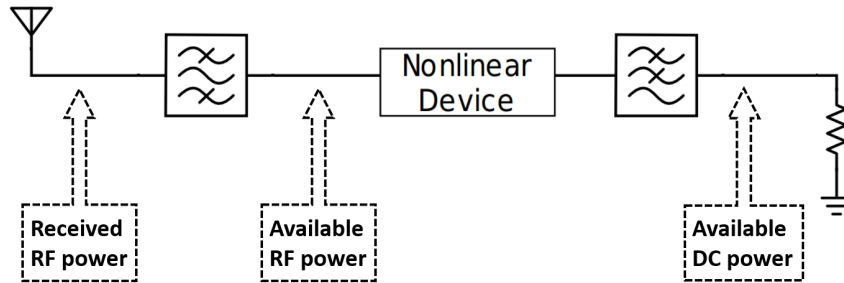 Nonlinear
Device
Received
RF power
Available
RF power
Available
DC power